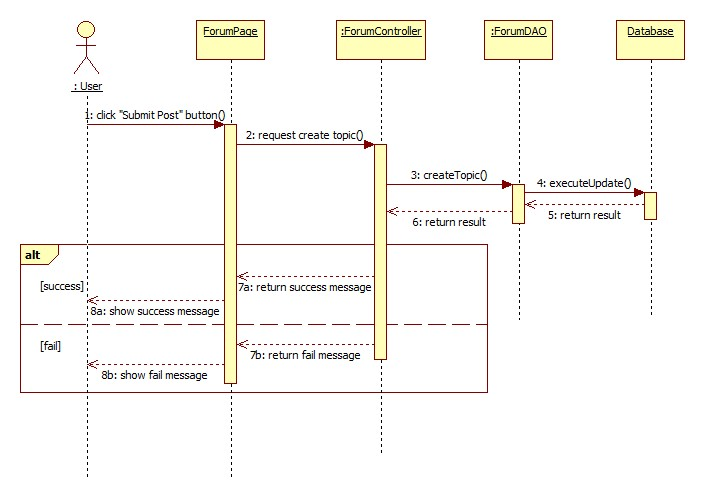 ForumPage
:ForumController
:ForumDAO
Database
: User
1: click "Submit Post" button()
2: request create topic()
3: createTopic()
4: executeUpdate()
5: return result
6: return result
alt
7a: return success message
[success]
8a: show success message
[fail]
7b: return fail message
8b: show fail message